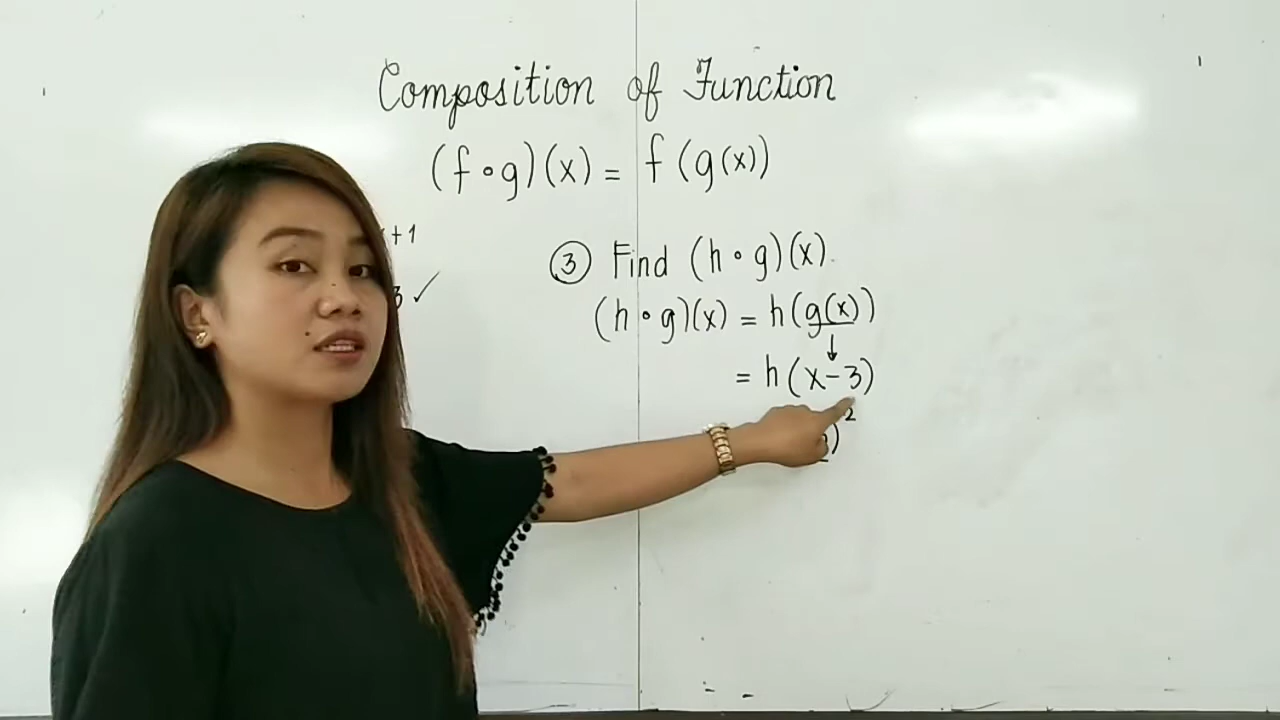 Composition of Function
(f∘g)(x) = f(g(x))
+1
3 ✓
③ Find (h∘g)(x).
(h∘g)(x) = h(g(x))
↓
= h(x-3)
)²